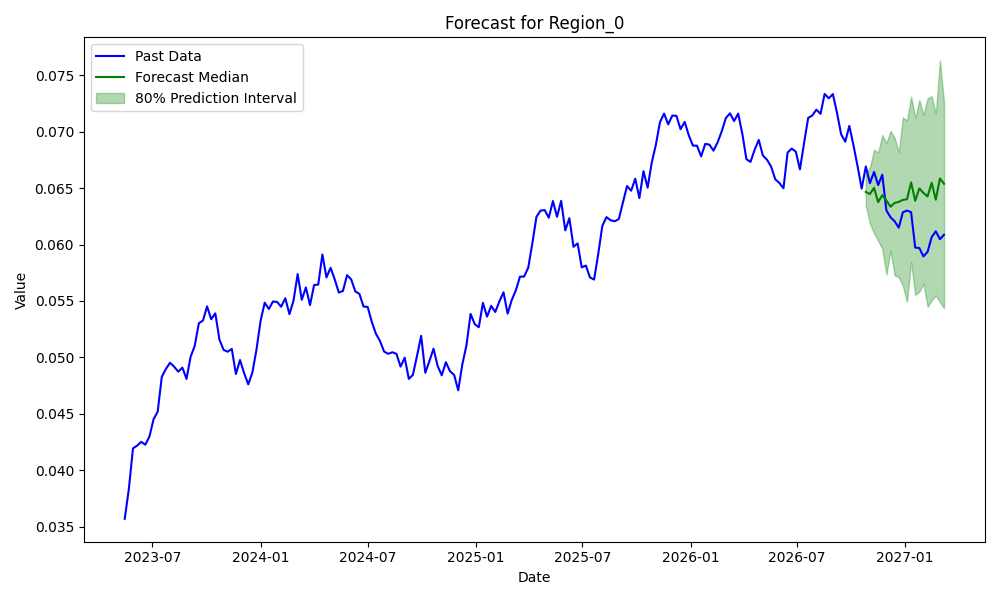 Forecast for Region_0
Past Data
Forecast Median
80% Prediction Interval
Value
0.075
0.070
0.065
0.060
0.055
0.050
0.045
0.040
0.035
2023-07
2024-01
2024-07
2025-01
2025-07
2026-01
2026-07
2027-01
Date